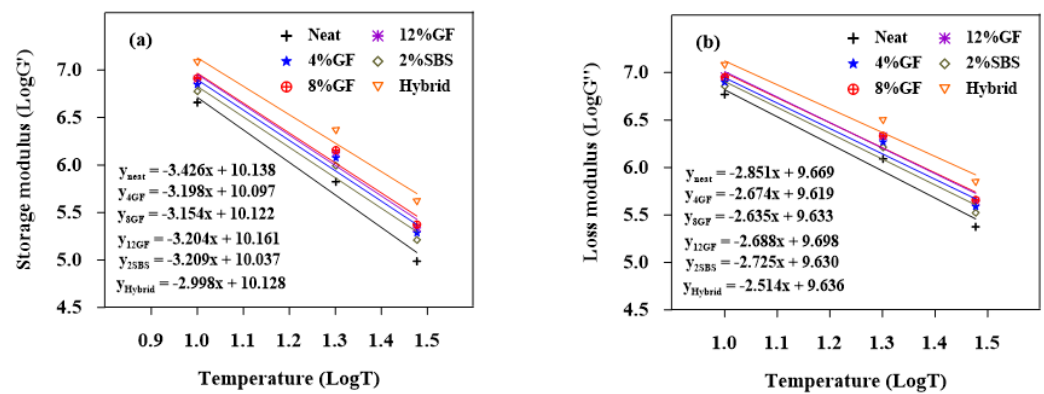 (a)
Neat
12%GF
4%GF
2%SBS
8%GF
Hybrid
Storage modulus (LogG')
7.0
6.5
6.0
5.5
5.0
4.5
y_neat = -3.426x + 10.138
y_4GF = -3.198x + 10.097
y_8GF = -3.154x + 10.122
y_12GF = -3.204x + 10.161
y_2SBS = -3.209x + 10.037
y_Hybrid = -2.998x + 10.128
0.9 1.0 1.2 1.3 1.4 1.5
Temperature (LogT)
(b)
Neat
12%GF
4%GF
2%SBS
8%GF
Hybrid
Loss modulus (LogG'')
7.0
6.5
6.0
5.5
5.0
4.5
y_neat = -2.851x + 9.669
y_4GF = -2.674x + 9.619
y_8GF = -2.635x + 9.633
y_12GF = -2.688x + 9.698
y_2SBS = -2.725x + 9.630
y_Hybrid = -2.514x + 9.636
1.0 1.2 1.3 1.4 1.5
Temperature (LogT)